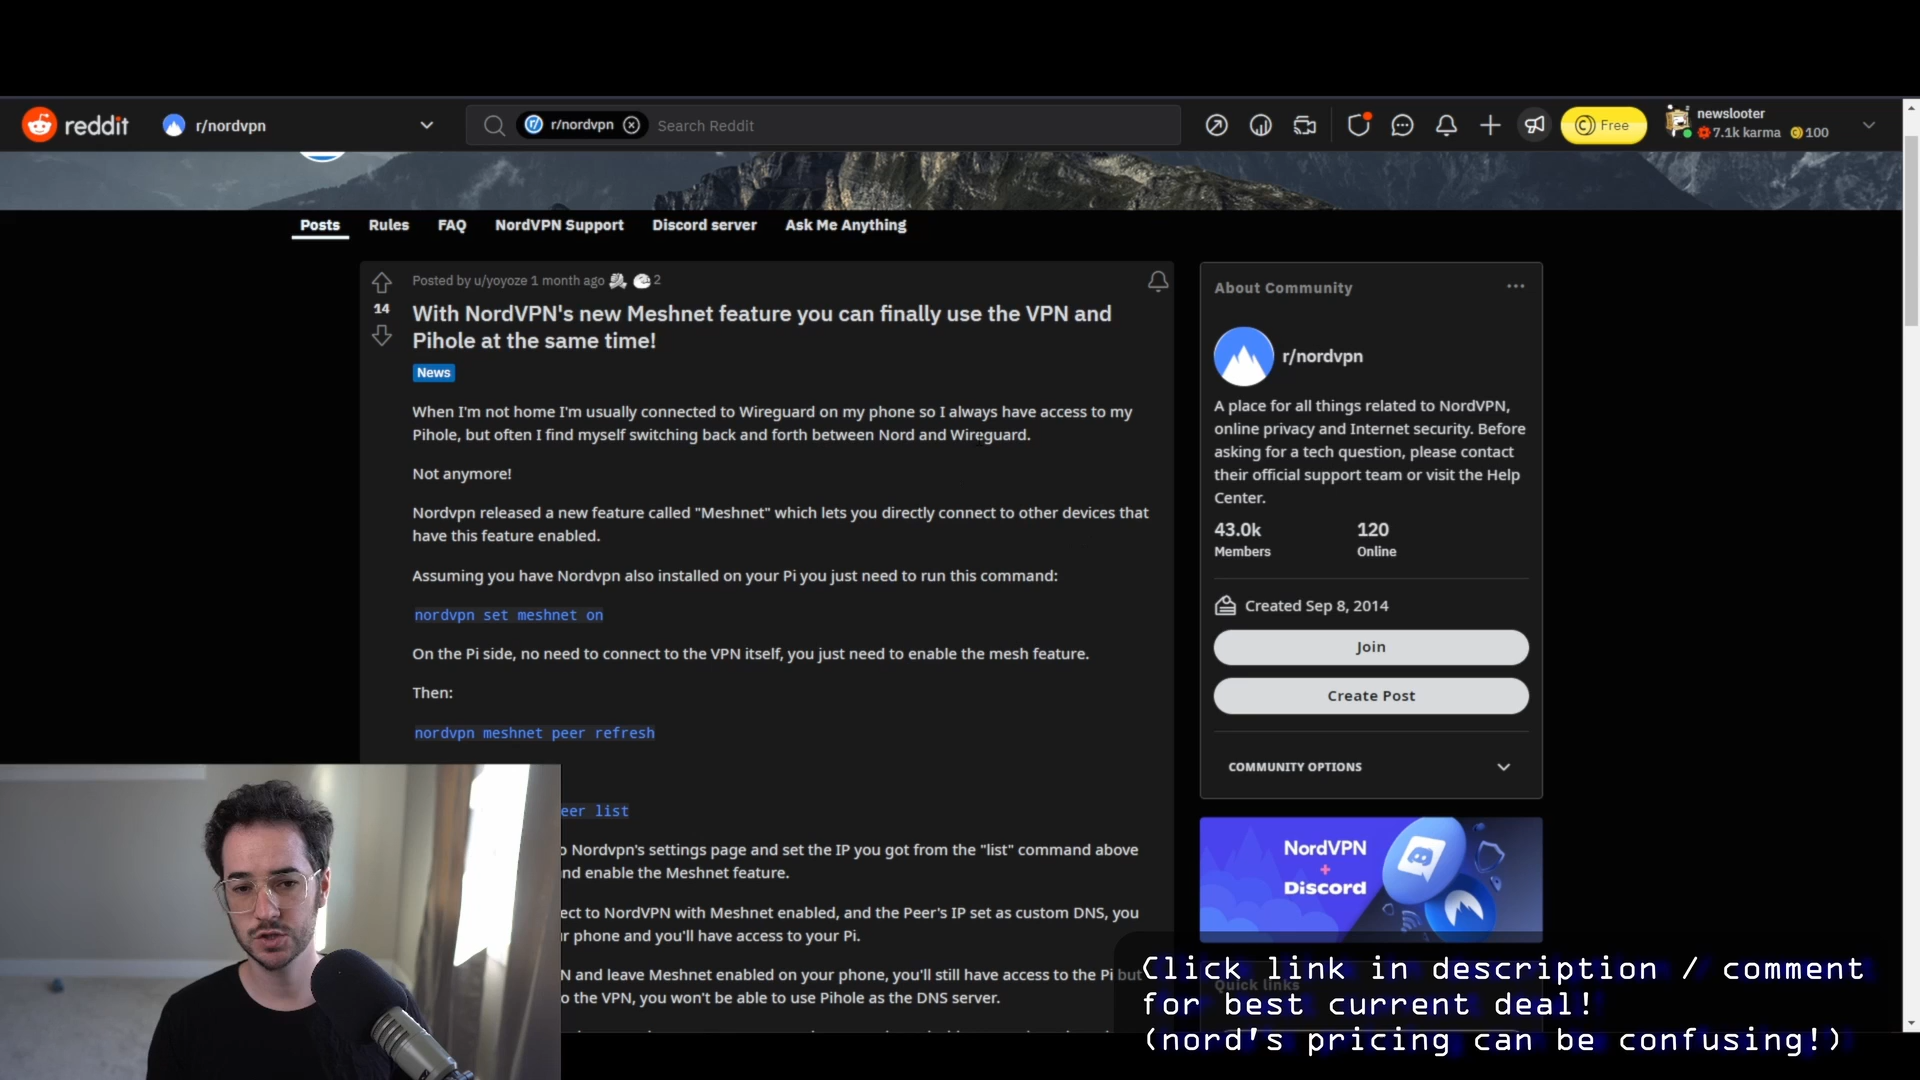 reddit
r/nordvpn
r/nordvpn
Search Reddit
Free
newslooter
7.1k karma
100
Posts
Rules
FAQ
NordVPN Support
Discord server
Ask Me Anything
Posted by u/yoyoze 1 month ago
2
14
With NordVPN's new Meshnet feature you can finally use the VPN and
Pihole at the same time!
News
When I'm not home I'm usually connected to Wireguard on my phone so I always have access to my
Pihole, but often I find myself switching back and forth between Nord and Wireguard.
Not anymore!
Nordvpn released a new feature called "Meshnet" which lets you directly connect to other devices that
have this feature enabled.
Assuming you have Nordvpn also installed on your Pi you just need to run this command:
nordvpn set meshnet on
On the Pi side, no need to connect to the VPN itself, you just need to enable the mesh feature.
Then:
nordvpn meshnet peer refresh
eer list
o Nordvpn's settings page and set the IP you got from the "list" command above
nd enable the Meshnet feature.
ect to NordVPN with Meshnet enabled, and the Peer's IP set as custom DNS, you
r phone and you'll have access to your Pi.
N and leave Meshnet enabled on your phone, you'll still have access to the Pi but
o the VPN, you won't be able to use Pihole as the DNS server.
About Community
r/nordvpn
A place for all things related to NordVPN,
online privacy and Internet security. Before
asking for a tech question, please contact
their official support team or visit the Help
Center.
43.0k
Members
120
Online
Created Sep 8, 2014
Join
Create Post
COMMUNITY OPTIONS
NordVPN
+
Discord
Quick links
Click link in description / comment
for best current deal!
(nord's pricing can be confusing!)